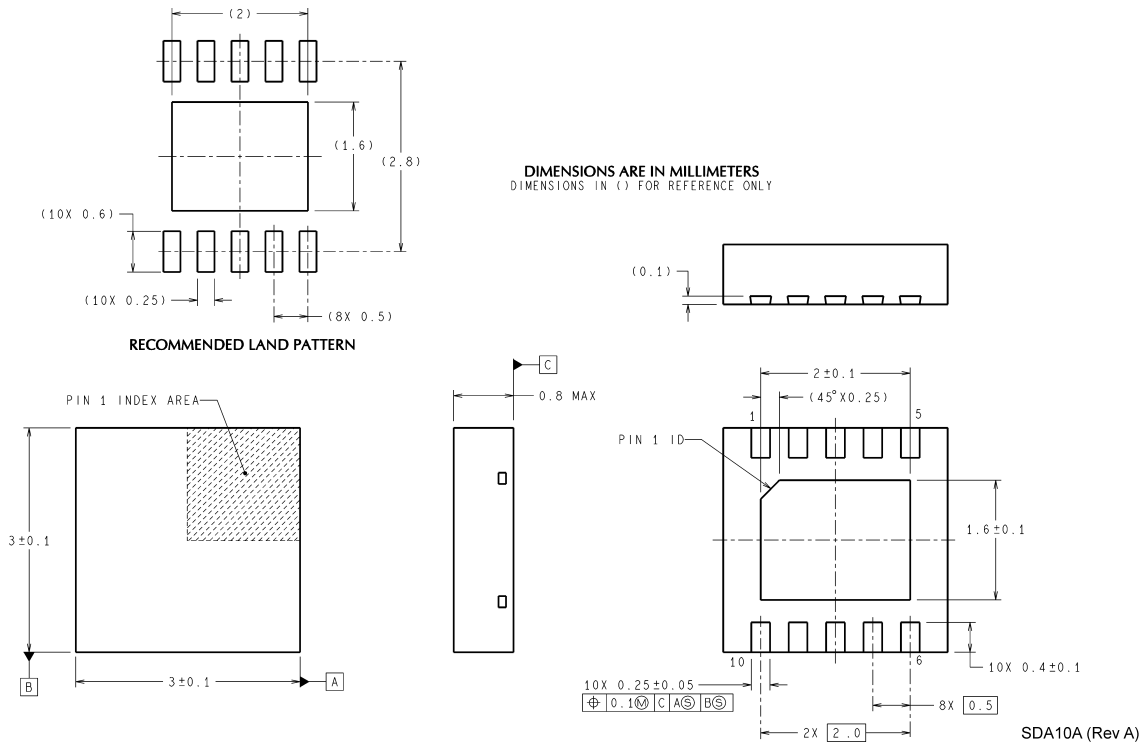 (2)
(1.6)
(2.8)
(10X 0.6)
(10X 0.25)
(8X 0.5)
RECOMMENDED LAND PATTERN
DIMENSIONS ARE IN MILLIMETERS
DIMENSIONS IN () FOR REFERENCE ONLY
(0.1)
PIN 1 INDEX AREA
3±0.1
B
3±0.1
A
C
0.8 MAX
2±0.1
(45°X0.25)
1
5
PIN 1 ID
1.6±0.1
10
6
10X 0.4±0.1
10X 0.25±0.05
⌖ 0.1Ⓜ C AⓈ BⓈ
8X 0.5
2X 2.0
SDA10A (Rev A)